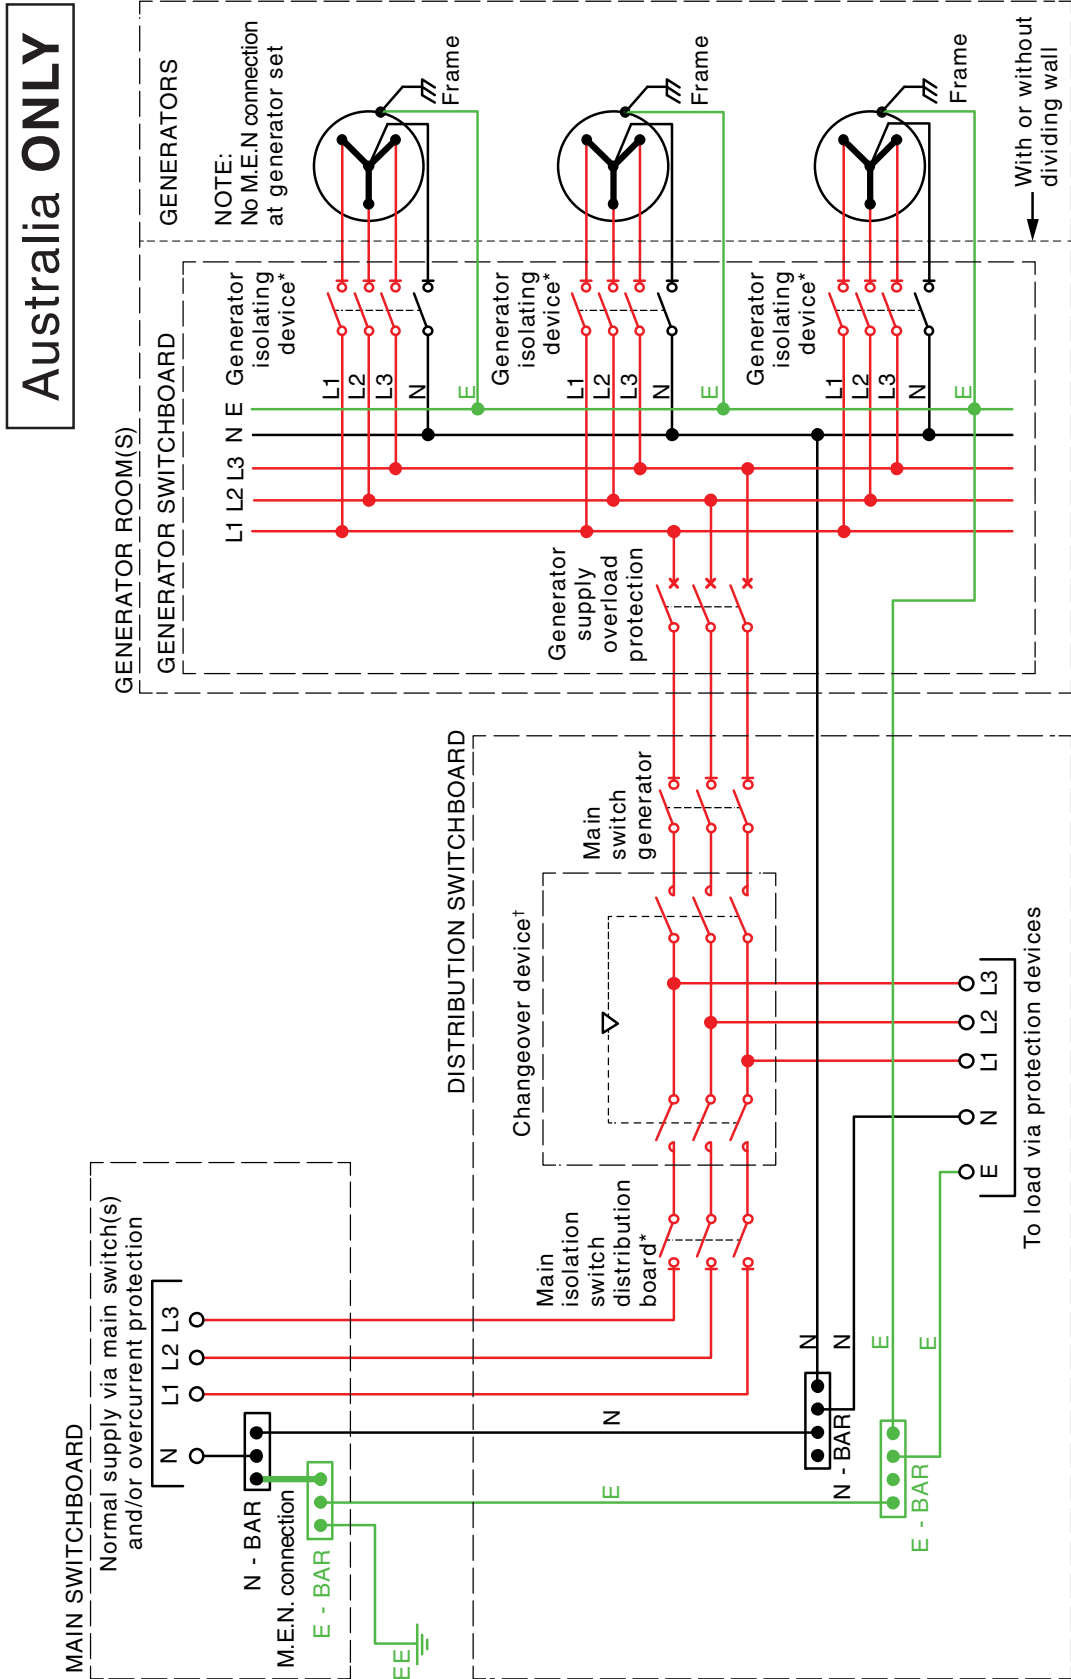 Australia ONLY
GENERATOR ROOM(S)
GENERATORS
NOTE:
No M.E.N connection
at generator set
Frame
Frame
Frame
With or without
dividing wall
GENERATOR SWITCHBOARD
Generator
isolating
device*
Generator
isolating
device*
Generator
isolating
device*
L1
L2
L3
N
E
L1
L2
L3
N
E
L1
L2
L3
N
E
L1 L2 L3 N E
Generator
supply
overload
protection
DISTRIBUTION SWITCHBOARD
Main
switch
generator
Changeover device†
Main
isolation
switch
distribution
board*
E N L1 L2 L3
To load via protection devices
N
N
E
E
N
E
N - BAR
E - BAR
MAIN SWITCHBOARD
Normal supply via main switch(s)
and/or overcurrent protection
N L1 L2 L3
N - BAR
M.E.N. connection
E - BAR
EE